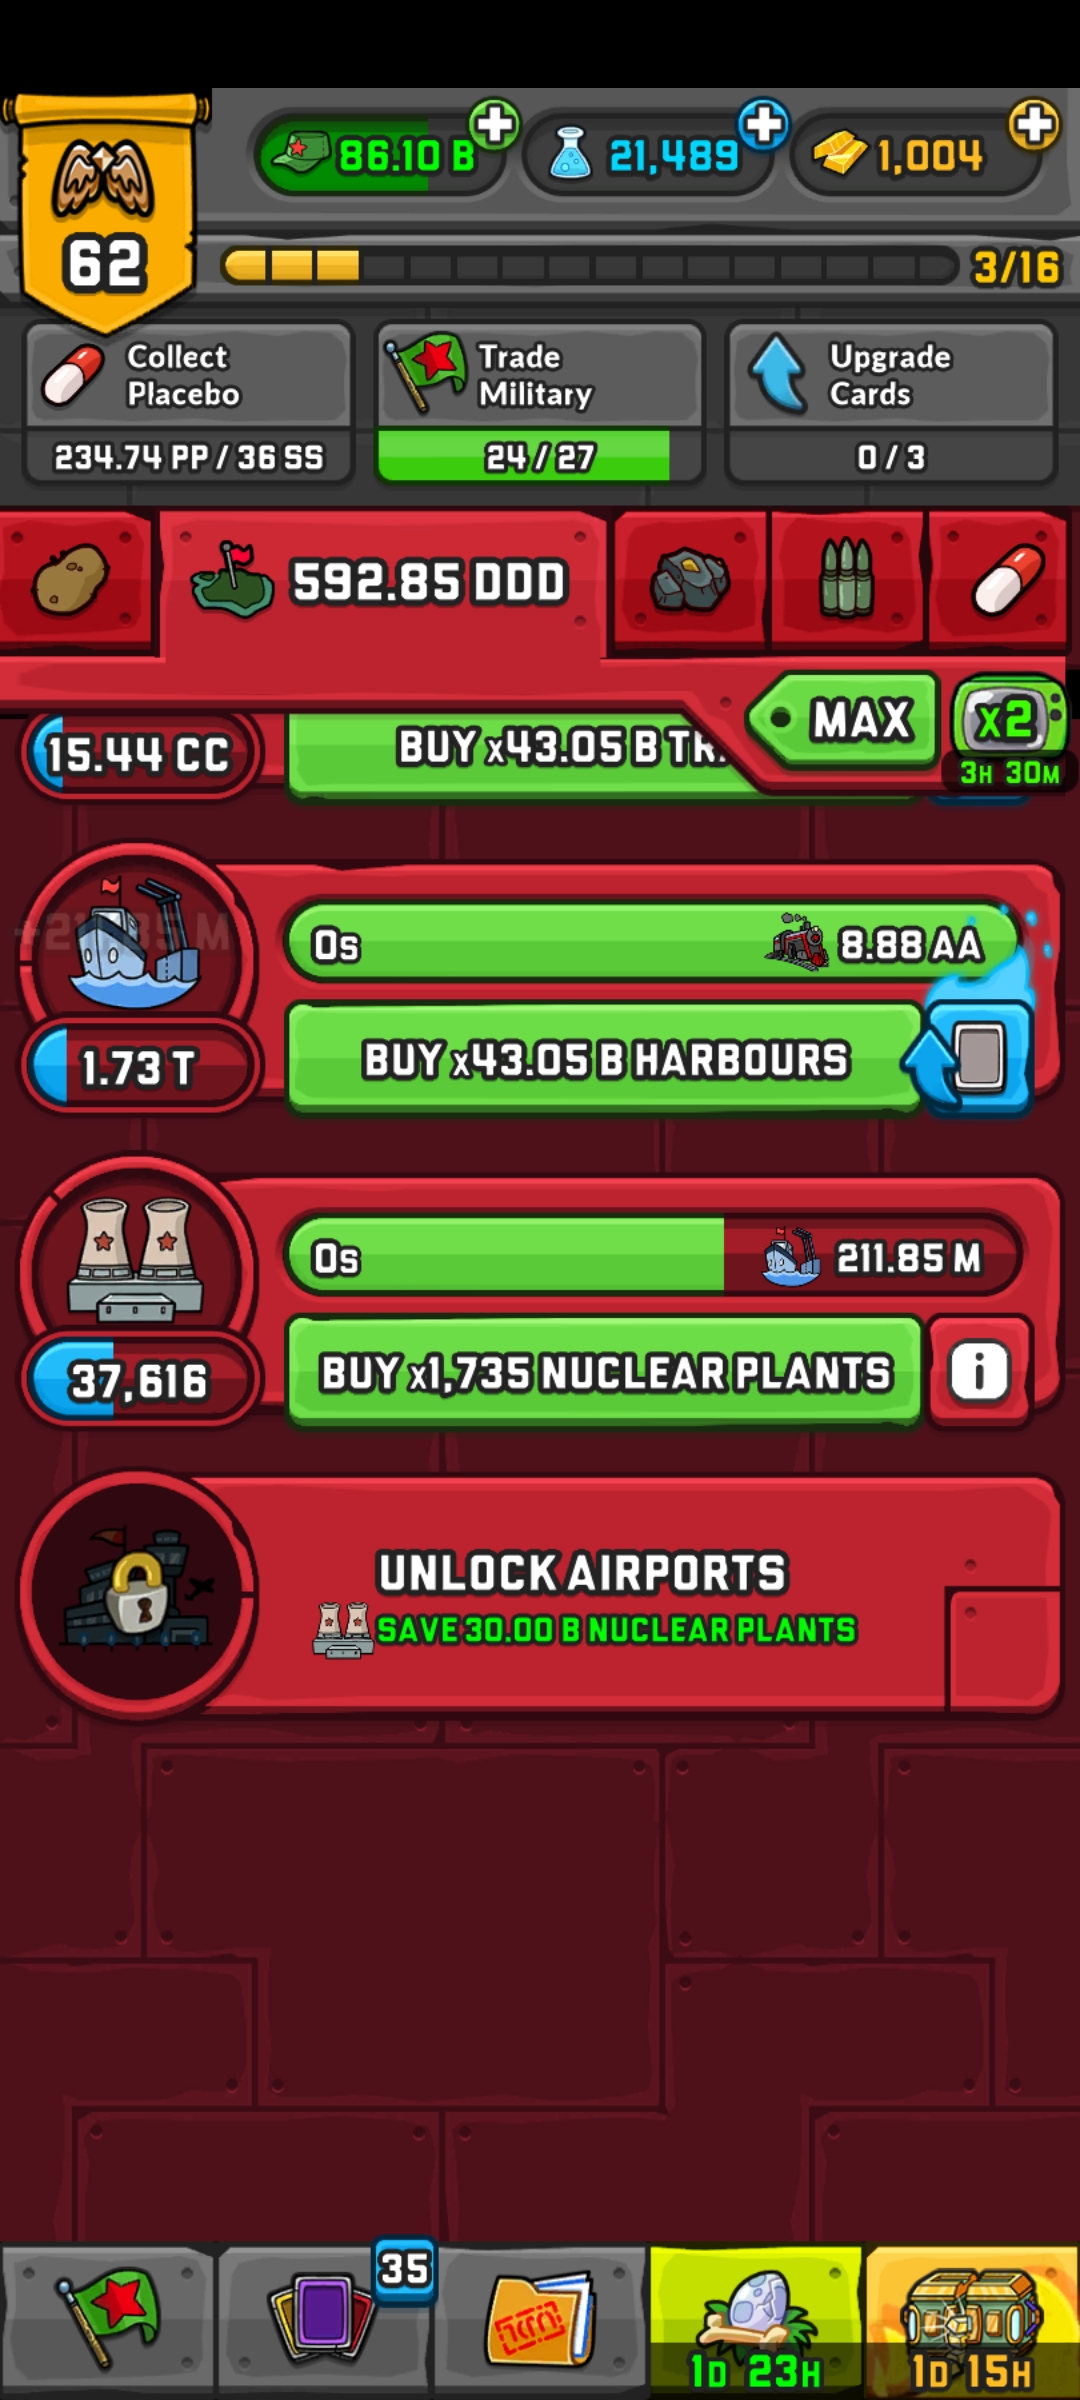 86.10 B
21,489
1,004
62
3/16
Collect
Placebo
234.74 PP / 36 SS
Trade
Military
24 / 27
Upgrade
Cards
0 / 3
592.85 DDD
MAX
x2
3H 30M
15.44 CC
BUY x43.05 B
0s
8.88 AA
1.73 T
BUY x43.05 B HARBOURS
0s
211.85 M
37,616
BUY x1,735 NUCLEAR PLANTS
i
UNLOCK AIRPORTS
SAVE 30.00 B NUCLEAR PLANTS
35
1D 23H
1D 15H